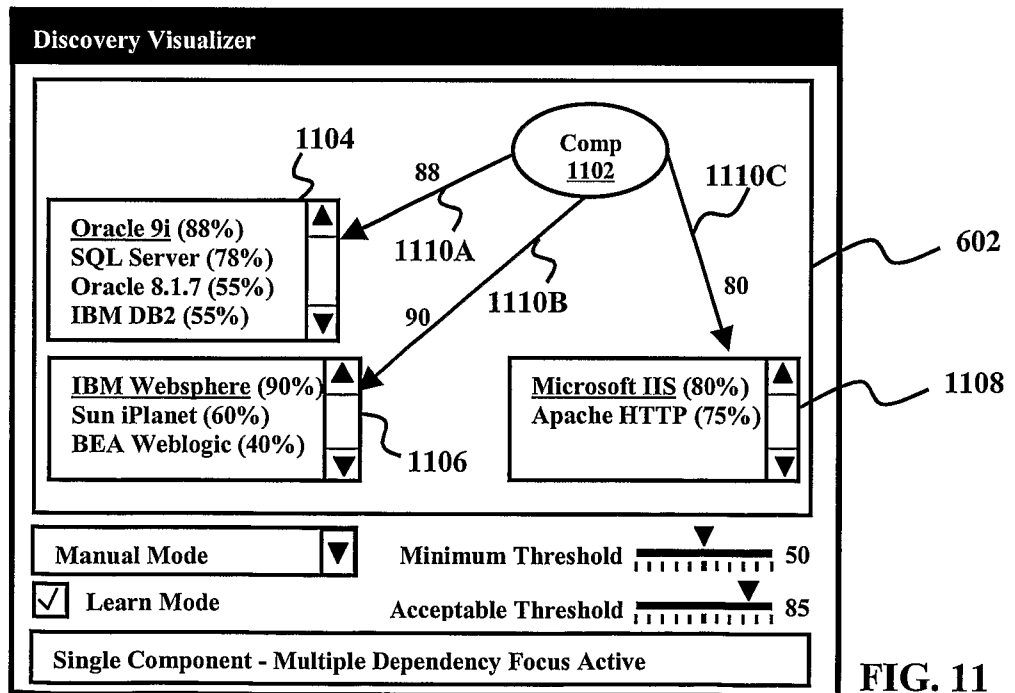 Discovery Visualizer
Comp
1102
1104
88
1110A
1110C
602
Oracle 9i (88%)
SQL Server (78%)
Oracle 8.1.7 (55%)
IBM DB2 (55%)
90
1110B
80
IBM Websphere (90%)
Sun iPlanet (60%)
BEA Weblogic (40%)
1106
Microsoft IIS (80%)
Apache HTTP (75%)
1108
Manual Mode
Minimum Threshold 50
Learn Mode
Acceptable Threshold 85
Single Component - Multiple Dependency Focus Active
FIG. 11